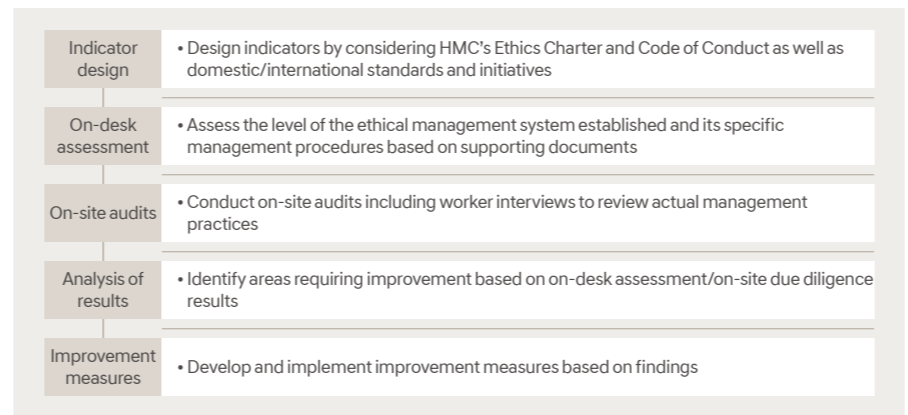 Indicator
design
• Design indicators by considering HMC's Ethics Charter and Code of Conduct as well as
domestic/international standards and initiatives
On-desk
assessment
• Assess the level of the ethical management system established and its specific
management procedures based on supporting documents
On-site audits
• Conduct on-site audits including worker interviews to review actual management
practices
Analysis of
results
• Identify areas requiring improvement based on on-desk assessment/on-site due diligence
results
Improvement
measures
• Develop and implement improvement measures based on findings